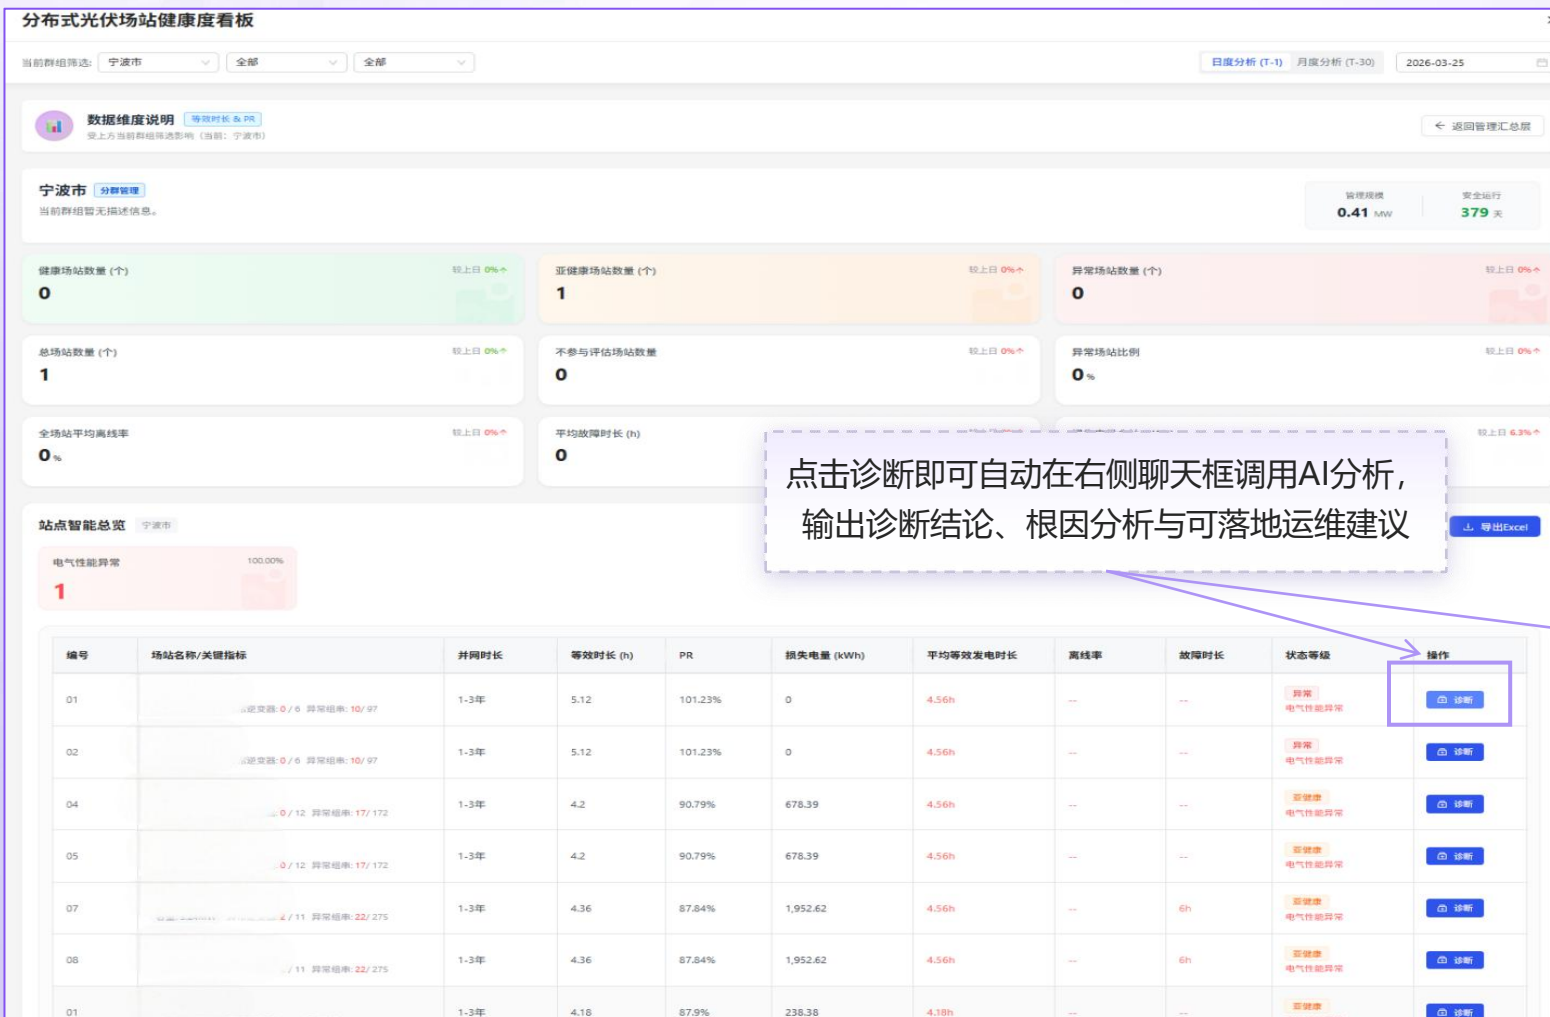 分布式光伏场站健康度看板
当前群组筛选: 宁波市 全部 全部 日度分析 (T-1) 月度分析 (T-30) 2026-03-25
数据维度说明 等效时长 & PR
受上方当前群组筛选影响 (当前: 宁波市)
← 返回管理汇总层
宁波市 分群管理
当前群组暂无描述信息。
管理规模 安全运行
0.41 MW 379 天
健康场站数量 (个) 较上日 0%↑ 亚健康场站数量 (个) 较上日 0%↑ 异常场站数量 (个) 较上日 0%↑
0 1 0
总场站数量 (个) 较上日 0%↑ 不参与评估场站数量 较上日 0%↑ 异常场站比例 较上日 0%↑
1 0 0 %
全场站平均离线率 较上日 0%↑ 平均故障时长 (h) 较上日 6.3%↑
0 % 0
点击诊断即可自动在右侧聊天框调用AI分析，
输出诊断结论、根因分析与可落地运维建议
站点智能总览 宁波市 导出Excel
电气性能异常 100.00%
1
编号 场站名称/关键指标 并网时长 等效时长 (h) PR 损失电量 (kWh) 平均等效发电时长 离线率 故障时长 状态等级 操作
01 逆变器: 0 / 6 异常组串: 10/ 97 1-3年 5.12 101.23% 0 4.56h -- -- 异常 电气性能异常 诊断
02 逆变器: 0 / 6 异常组串: 10/ 97 1-3年 5.12 101.23% 0 4.56h -- -- 异常 电气性能异常 诊断
04 0 / 12 异常组串: 17/ 172 1-3年 4.2 90.79% 678.39 4.56h -- -- 亚健康 电气性能异常 诊断
05 0 / 12 异常组串: 17/ 172 1-3年 4.2 90.79% 678.39 4.56h -- -- 亚健康 电气性能异常 诊断
07 2 / 11 异常组串: 22/ 275 1-3年 4.36 87.84% 1,952.62 4.56h -- 6h 亚健康 电气性能异常 诊断
08 / 11 异常组串: 22/ 275 1-3年 4.36 87.84% 1,952.62 4.56h -- 6h 亚健康 电气性能异常 诊断
01 1-3年 4.18 87.9% 238.38 4.18h -- -- 亚健康 诊断